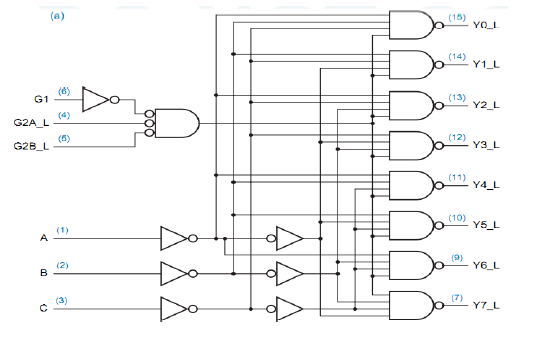 (a)
(15) Y0_L
(14) Y1_L
(13) Y2_L
(12) Y3_L
(11) Y4_L
(10) Y5_L
(9) Y6_L
(7) Y7_L
G1 (6)
G2A_L (4)
G2B_L (5)
A (1)
B (2)
C (3)